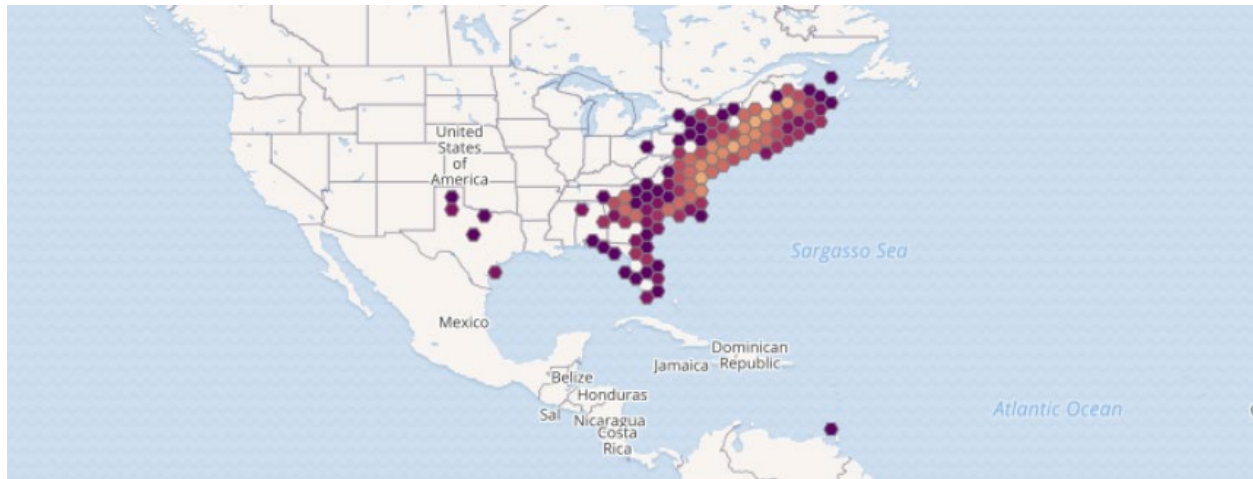 United
States
of
America
Sargasso Sea
Mexico
Dominican
Jamaica Republic
Belize
Honduras
Atlantic Ocean
Sal Nicaragua
Costa
Rica